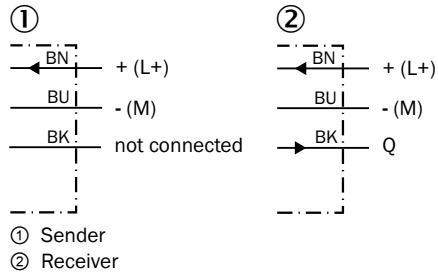 ① ②
BN + (L+) BN + (L+)
BU - (M) BU - (M)
BK not connected BK Q
① Sender
② Receiver